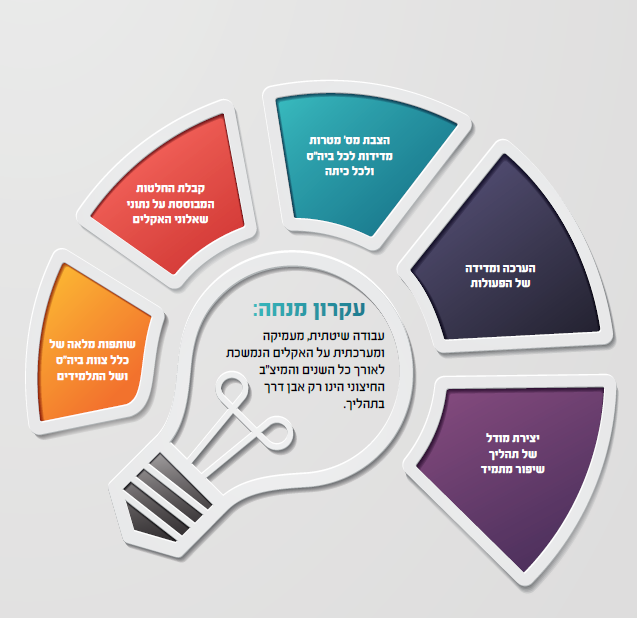 הצבת מס' מטרות
מדידות לכל ביה"ס
ולכל כיתה
קבלת החלטות
המבוססת על נתוני
שאלוני האקלים
הערכה ומדידה
של הפעולות
שותפות מלאה של
כלל צוות ביה"ס
ושל התלמידים
עקרון מנחה:
עבודה שיטתית, מעמיקה
ומערכתית על האקלים הנמשכת
לאורך כל השנים והמיצ"ב
החיצוני הינו רק אבן דרך
בתהליך.
יצירת מודל
של תהליך
שיפור מתמיד